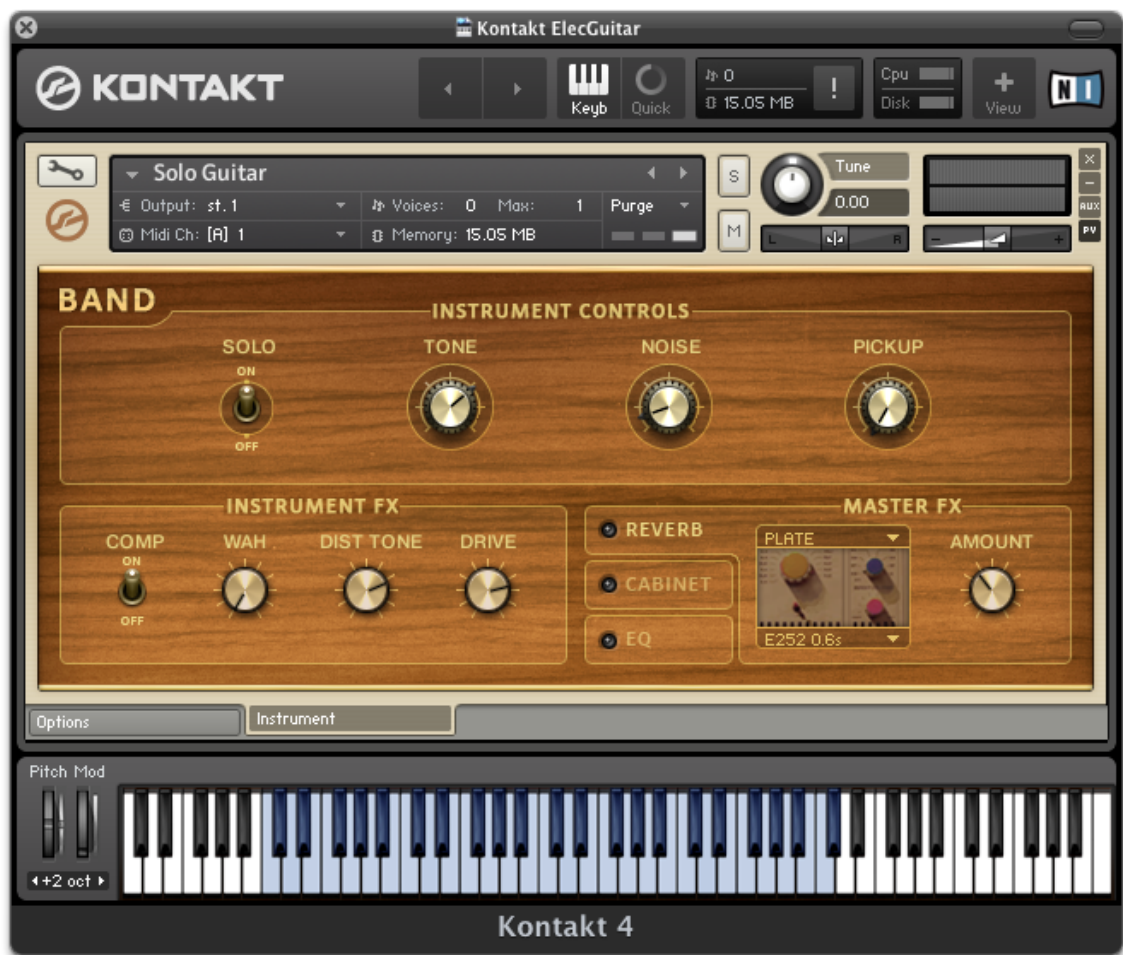 Kontakt ElecGuitar
KONTAKT
Keyb
Quick
0
15.05 MB
!
Cpu
Disk
+
View
NI
Solo Guitar
Output: st.1
Voices: 0 Max: 1
Purge
Midi Ch: [A] 1
Memory: 15.05 MB
S
M
Tune
0.00
L
R
-
+
×
-
AUX
PV
BAND
INSTRUMENT CONTROLS
SOLO
TONE
NOISE
PICKUP
ON
OFF
INSTRUMENT FX
MASTER FX
COMP
WAH
DIST TONE
DRIVE
ON
OFF
REVERB
CABINET
EQ
PLATE
E252 0.6s
AMOUNT
Options
Instrument
Pitch Mod
+2 oct
Kontakt 4